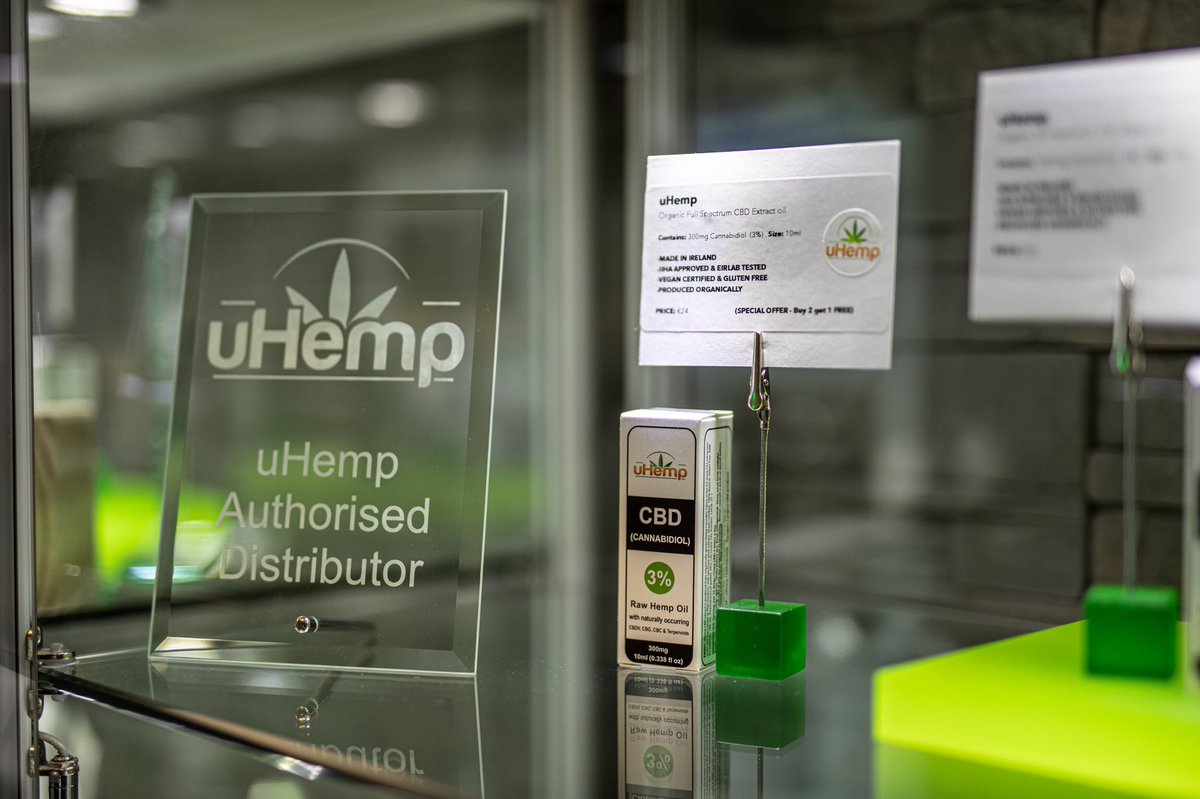 uHemp
uHemp
Authorised
Distributor
uHemp
Organic Full Spectrum CBD Extract oil
Contains: 300mg Cannabidiol (3%). Size: 10ml
-MADE IN IRELAND
-IIHA APPROVED & EIRLAB TESTED
-VEGAN CERTIFIED & GLUTEN FREE
-PRODUCED ORGANICALLY
PRICE: €24 (SPECIAL OFFER - Buy 2 get 1 FREE)
uHemp
uHemp
CBD
(CANNABIDIOL)
3%
Raw Hemp Oil
with naturally occurring
CBDV, CBG, CBC & Terpenoids
300mg
10ml (0.338 fl oz)
uHemp